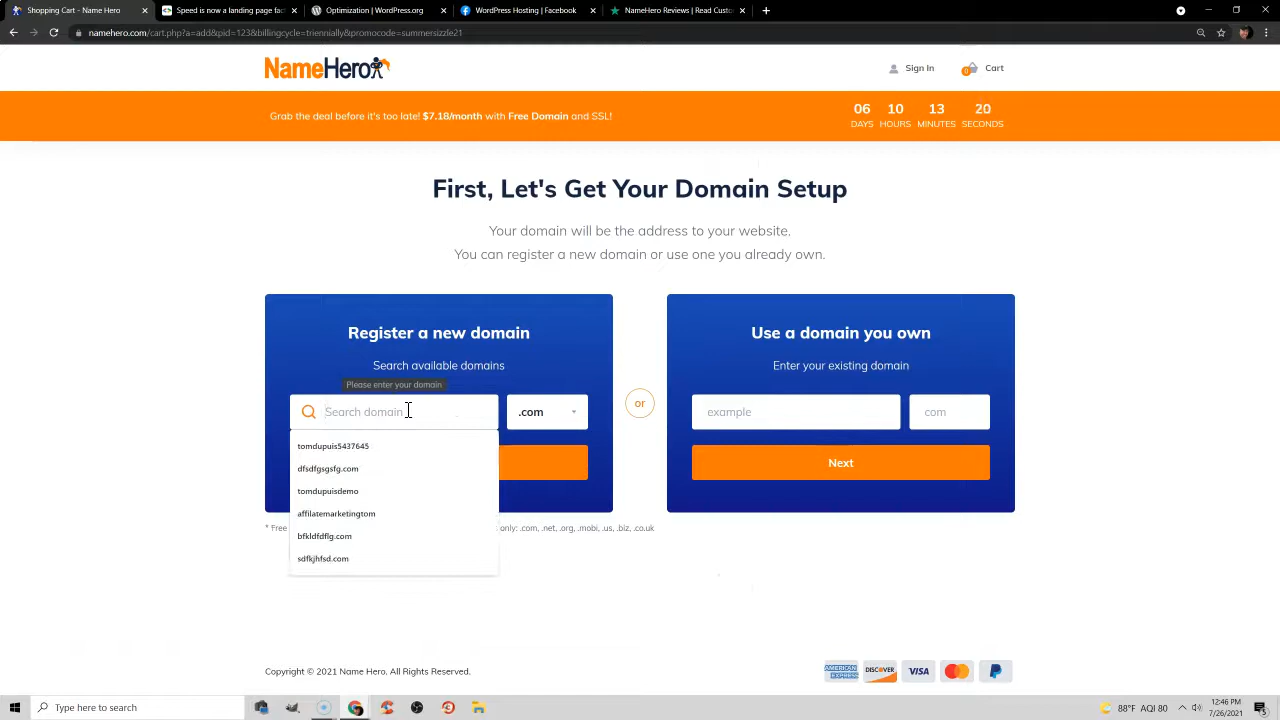 Shopping Cart - Name Hero
Speed is now a landing page fac
Optimization | WordPress.org
WordPress Hosting | Facebook
NameHero Reviews | Read Custo
namehero.com/cart.php?a=add&pid=123&billingcycle=triennially&promocode=summersizzle21
NameHero
Sign In
0
Cart
Grab the deal before it's too late! $7.18/month with Free Domain and SSL!
06 10 13 20
DAYS HOURS MINUTES SECONDS
First, Let's Get Your Domain Setup
Your domain will be the address to your website.
You can register a new domain or use one you already own.
Register a new domain
Search available domains
Please enter your domain
Search domain
.com
tomdupuis5437645
dfsdfgsgsfg.com
tomdupuisdemo
affilatemarketingtom
bfkldfdflg.com
sdfkjhfsd.com
or
Use a domain you own
Enter your existing domain
example
com
Next
* Free
only: .com, .net, .org, .mobi, .us, .biz, .co.uk
Copyright © 2021 Name Hero. All Rights Reserved.
AMERICAN EXPRESS
DISCOVER
VISA
Type here to search
88°F AQI 80
12:46 PM
7/26/2021